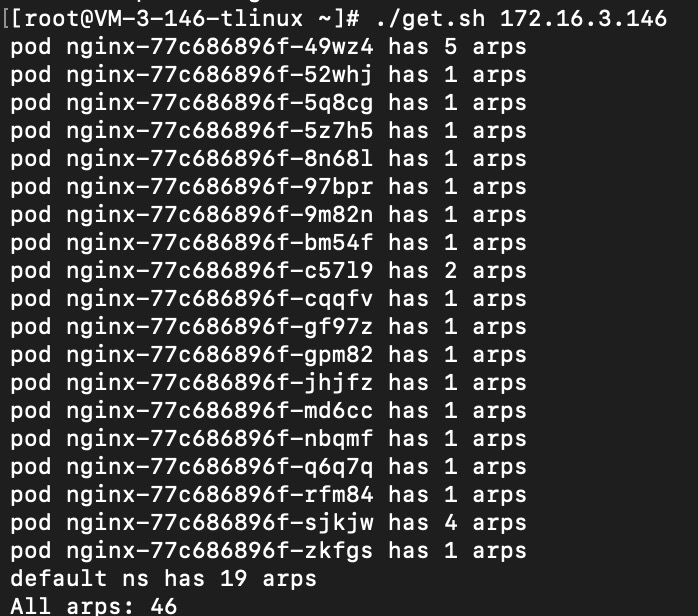 [[root@VM-3-146-tlinux ~]# ./get.sh 172.16.3.146
pod nginx-77c686896f-49wz4 has 5 arps
pod nginx-77c686896f-52whj has 1 arps
pod nginx-77c686896f-5q8cg has 1 arps
pod nginx-77c686896f-5z7h5 has 1 arps
pod nginx-77c686896f-8n68l has 1 arps
pod nginx-77c686896f-97bpr has 1 arps
pod nginx-77c686896f-9m82n has 1 arps
pod nginx-77c686896f-bm54f has 1 arps
pod nginx-77c686896f-c57l9 has 2 arps
pod nginx-77c686896f-cqqfv has 1 arps
pod nginx-77c686896f-gf97z has 1 arps
pod nginx-77c686896f-gpm82 has 1 arps
pod nginx-77c686896f-jhjfz has 1 arps
pod nginx-77c686896f-md6cc has 1 arps
pod nginx-77c686896f-nbqmf has 1 arps
pod nginx-77c686896f-q6q7q has 1 arps
pod nginx-77c686896f-rfm84 has 1 arps
pod nginx-77c686896f-sjkjw has 4 arps
pod nginx-77c686896f-zkfgs has 1 arps
default ns has 19 arps
All arps: 46